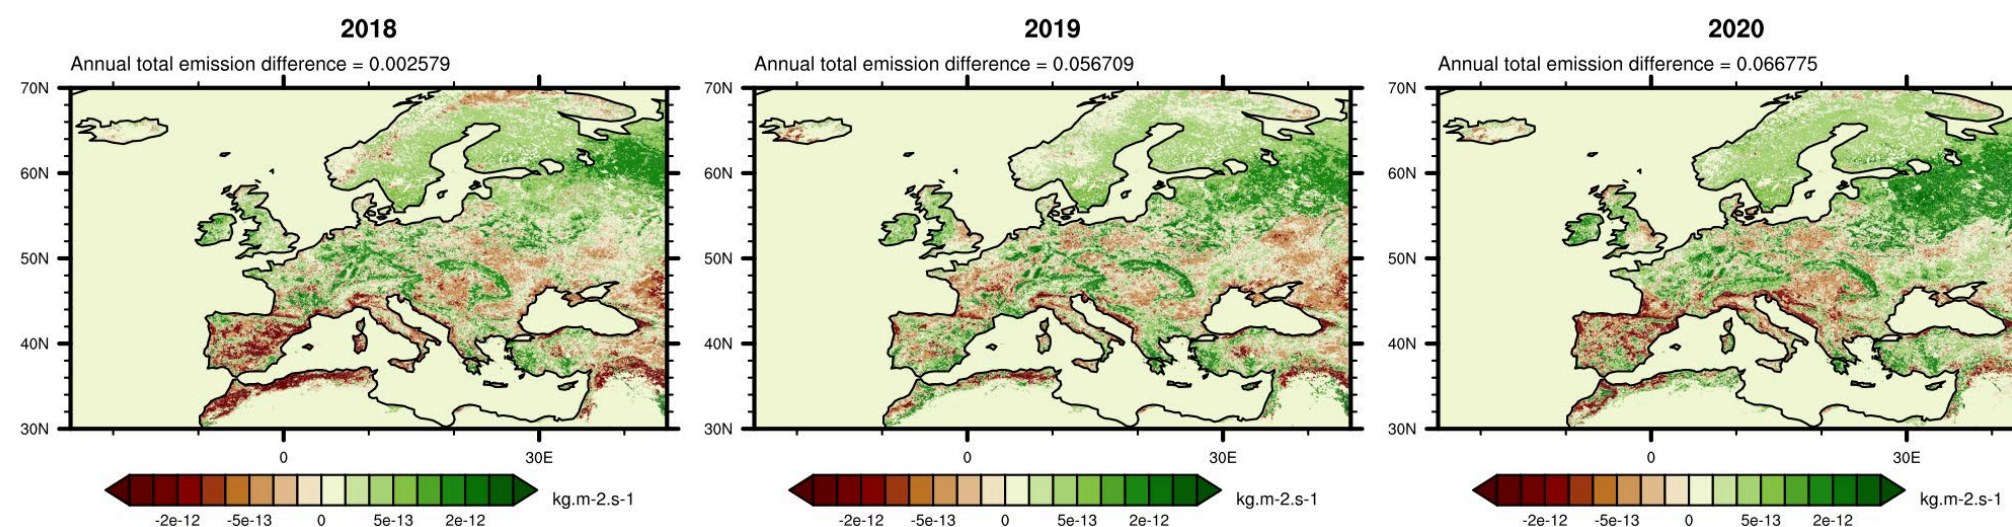 2018
Annual total emission difference = 0.002579
70N
60N
50N
40N
30N
0
30E
-2e-12 -5e-13 0 5e-13 2e-12
kg.m-2.s-1
2019
Annual total emission difference = 0.056709
70N
60N
50N
40N
30N
0
30E
-2e-12 -5e-13 0 5e-13 2e-12
kg.m-2.s-1
2020
Annual total emission difference = 0.066775
70N
60N
50N
40N
30N
0
30E
-2e-12 -5e-13 0 5e-13 2e-12
kg.m-2.s-1